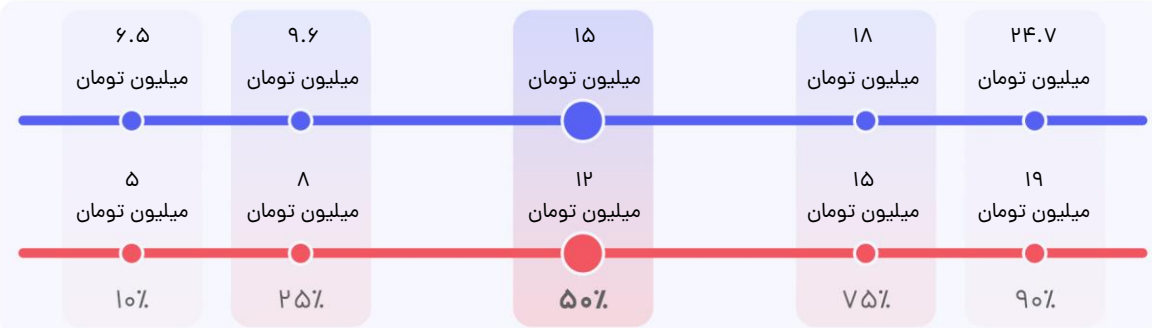 ۶.۵ ۹.۶ ۱۵ ۱۸ ۲۴.۷
میلیون تومان میلیون تومان میلیون تومان میلیون تومان میلیون تومان
۵ ۸ ۱۲ ۱۵ ۱۹
میلیون تومان میلیون تومان میلیون تومان میلیون تومان میلیون تومان
۱۰٪ ۲۵٪ ۵۰٪ ۷۵٪ ۹۰٪